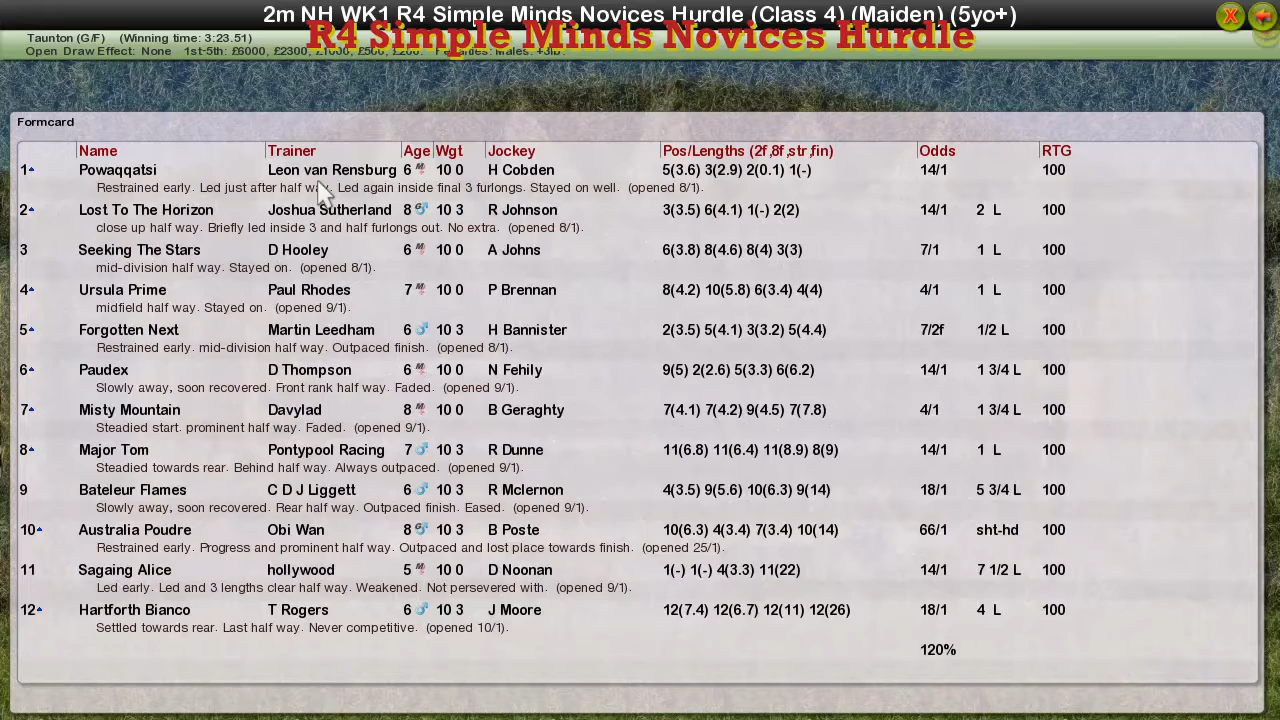 2m NH WK1 R4 Simple Minds Novices Hurdle (Class 4) (Maiden) (5yo+)
R4 Simple Minds Novices Hurdle
Taunton (G/F) (Winning time: 3:23.51)
Open Draw Effect: None 1st-5th: £6000, £2300, £1000, £500, £200. Penalties: Males: +3lb.
Formcard
Name Trainer Age Wgt Jockey Pos/Lengths (2f,8f,str,fin) Odds RTG
1 Powaqqatsi Leon van Rensburg 6 10 0 H Cobden 5(3.6) 3(2.9) 2(0.1) 1(-) 14/1 100
Restrained early. Led just after half way. Led again inside final 3 furlongs. Stayed on well. (opened 8/1).
2 Lost To The Horizon Joshua Sutherland 8 10 3 R Johnson 3(3.5) 6(4.1) 1(-) 2(2) 14/1 2 L 100
close up half way. Briefly led inside 3 and half furlongs out. No extra. (opened 8/1).
3 Seeking The Stars D Hooley 6 10 0 A Johns 6(3.8) 8(4.6) 8(4) 3(3) 7/1 1 L 100
mid-division half way. Stayed on. (opened 8/1).
4 Ursula Prime Paul Rhodes 7 10 0 P Brennan 8(4.2) 10(5.8) 6(3.4) 4(4) 4/1 1 L 100
midfield half way. Stayed on. (opened 9/1).
5 Forgotten Next Martin Leedham 6 10 3 H Bannister 2(3.5) 5(4.1) 3(3.2) 5(4.4) 7/2f 1/2 L 100
Restrained early. mid-division half way. Outpaced finish. (opened 8/1).
6 Paudex D Thompson 6 10 0 N Fehily 9(5) 2(2.6) 5(3.3) 6(6.2) 14/1 1 3/4 L 100
Slowly away, soon recovered. Front rank half way. Faded. (opened 9/1).
7 Misty Mountain Davylad 8 10 0 B Geraghty 7(4.1) 7(4.2) 9(4.5) 7(7.8) 4/1 1 3/4 L 100
Steadied start. prominent half way. Faded. (opened 9/1).
8 Major Tom Pontypool Racing 7 10 3 R Dunne 11(6.8) 11(6.4) 11(8.9) 8(9) 14/1 1 L 100
Steadied towards rear. Behind half way. Always outpaced. (opened 9/1).
9 Bateleur Flames C D J Liggett 6 10 3 R Mclernon 4(3.5) 9(5.6) 10(6.3) 9(14) 18/1 5 3/4 L 100
Slowly away, soon recovered. Rear half way. Outpaced finish. Eased. (opened 9/1).
10 Australia Poudre Obi Wan 8 10 3 B Poste 10(6.3) 4(3.4) 7(3.4) 10(14) 66/1 sht-hd 100
Restrained early. Progress and prominent half way. Outpaced and lost place towards finish. (opened 25/1).
11 Sagaing Alice hollywood 5 10 0 D Noonan 1(-) 1(-) 4(3.3) 11(22) 14/1 7 1/2 L 100
Led early. Led and 3 lengths clear half way. Weakened. Not persevered with. (opened 9/1).
12 Hartforth Bianco T Rogers 6 10 3 J Moore 12(7.4) 12(6.7) 12(11) 12(26) 18/1 4 L 100
Settled towards rear. Last half way. Never competitive. (opened 10/1).
120%